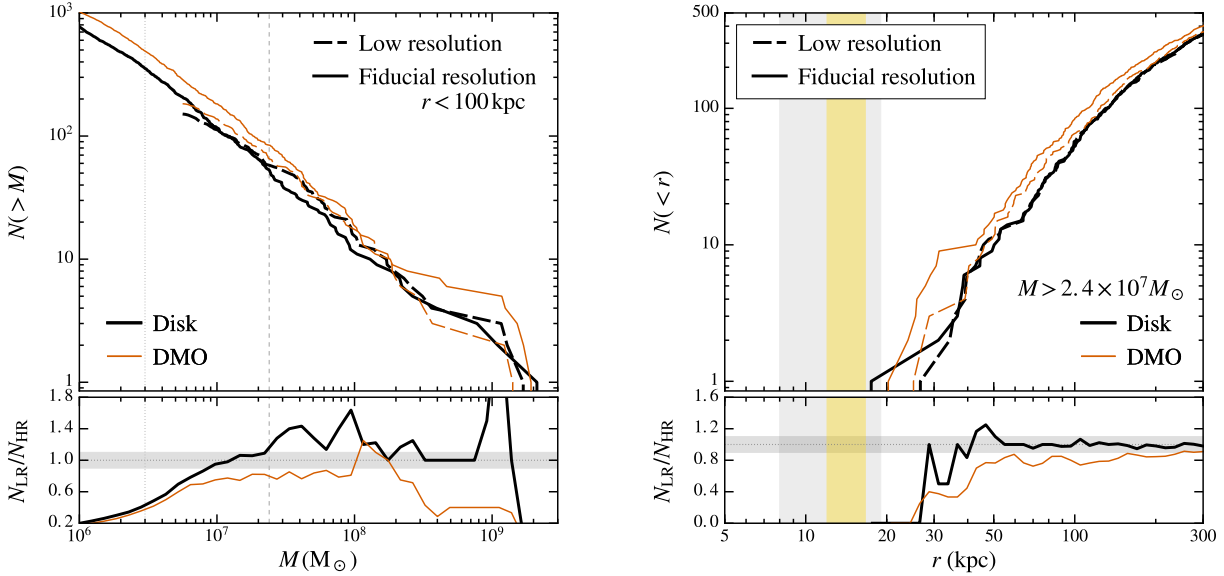 10³
10²
10
1
N(> M)
Low resolution
Fiducial resolution
r < 100 kpc
Disk
DMO
1.8
1.4
1.0
0.6
0.2
N_LR/N_HR
10⁶ 10⁷ 10⁸ 10⁹
M (M⊙)
500
100
10
1
N(< r)
Low resolution
Fiducial resolution
M > 2.4 × 10⁷ M⊙
Disk
DMO
1.6
1.2
0.8
0.4
0.0
N_LR/N_HR
5 10 20 30 50 100 300
r (kpc)